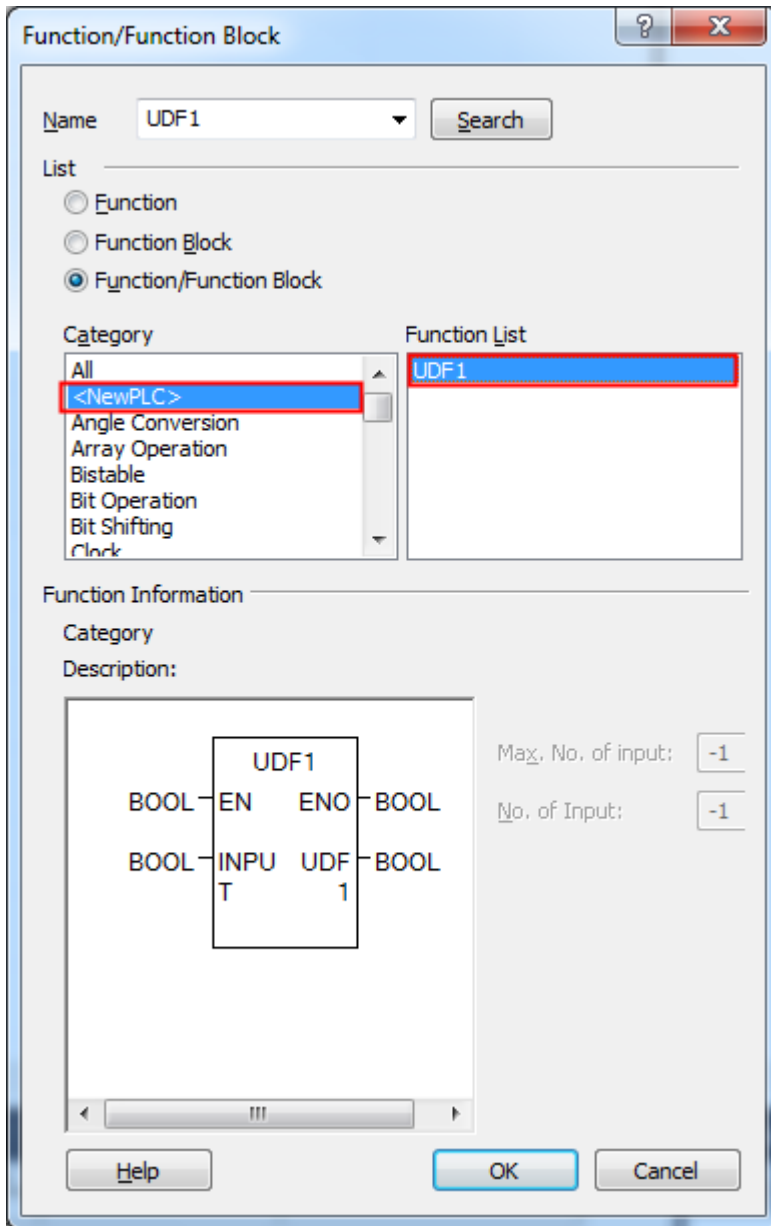 Function/Function Block
Name UDF1 Search
List
Function
Function Block
Function/Function Block
Category Function List
All UDF1
<NewPLC>
Angle Conversion
Array Operation
Bistable
Bit Operation
Bit Shifting
Clock
Function Information
Category
Description:
UDF1
BOOL EN ENO BOOL
BOOL INPU UDF BOOL
T 1
Max. No. of input: -1
No. of Input: -1
Help OK Cancel